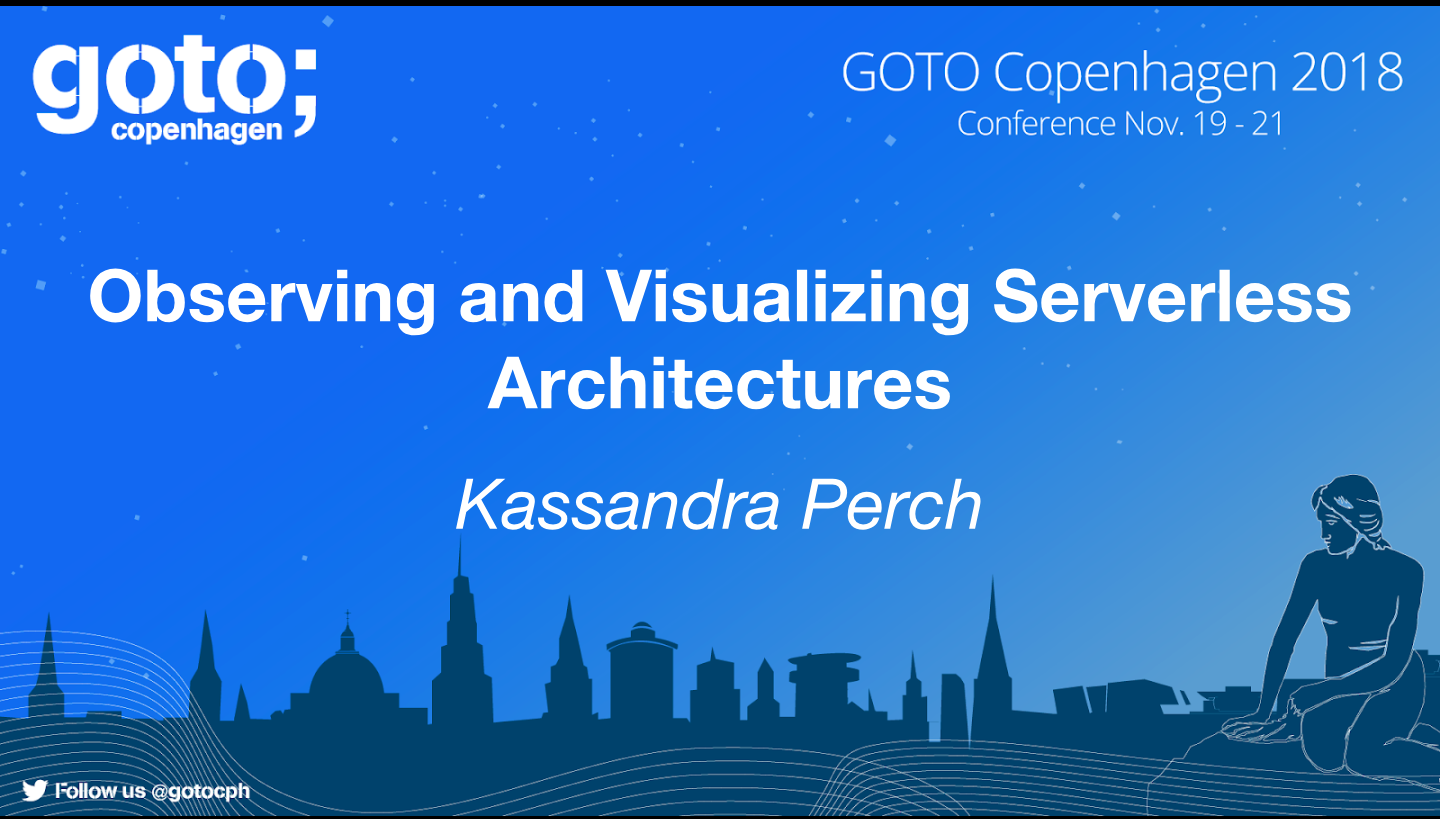 goto;
copenhagen
GOTO Copenhagen 2018
Conference Nov. 19 - 21
Observing and Visualizing Serverless
Architectures
Kassandra Perch
Follow us @gotocph